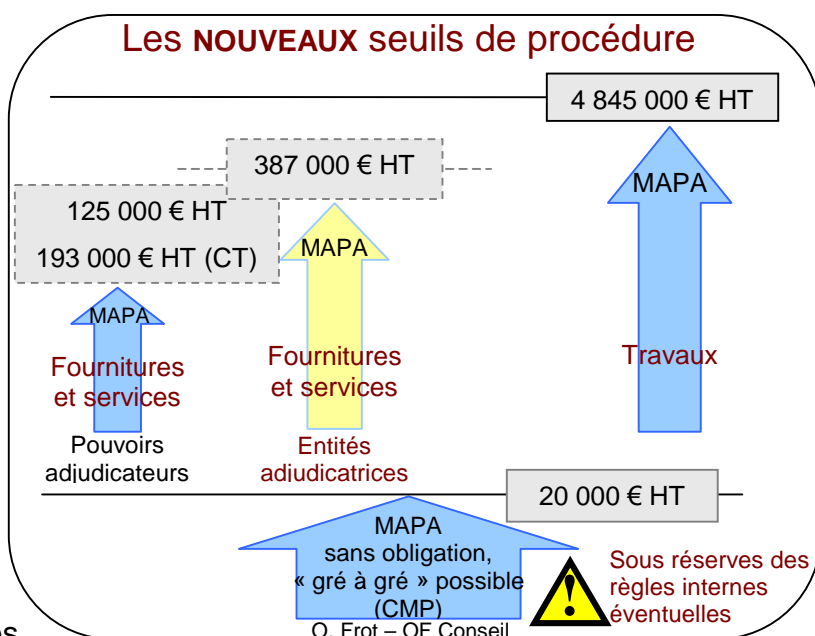 Les NOUVEAUX seuils de procédure
4 845 000 € HT
387 000 € HT
125 000 € HT
193 000 € HT (CT)
MAPA
MAPA
MAPA
Fournitures
et services
Fournitures
et services
Travaux
Pouvoirs
adjudicateurs
Entités
adjudicatrices
20 000 € HT
MAPA
sans obligation,
« gré à gré » possible
(CMP)
O. Frot – OF Conseil
Sous réserves des
règles internes
éventuelles